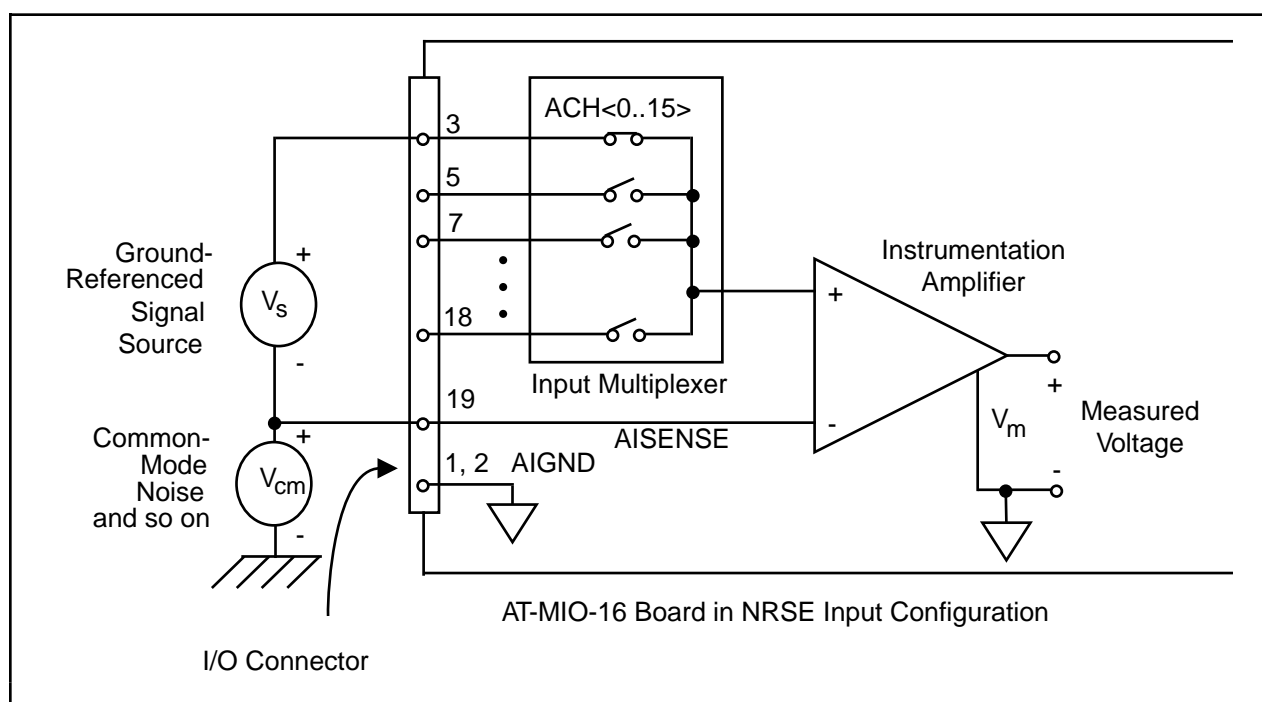 ACH<0..15>
3
5
7
18
Ground-
Referenced
Signal
Source
+
Vs
-
Input Multiplexer
Instrumentation
Amplifier
+
-
19
AISENSE
1, 2 AIGND
Common-
Mode
Noise
and so on
+
Vcm
-
+
Vm
-
Measured
Voltage
AT-MIO-16 Board in NRSE Input Configuration
I/O Connector